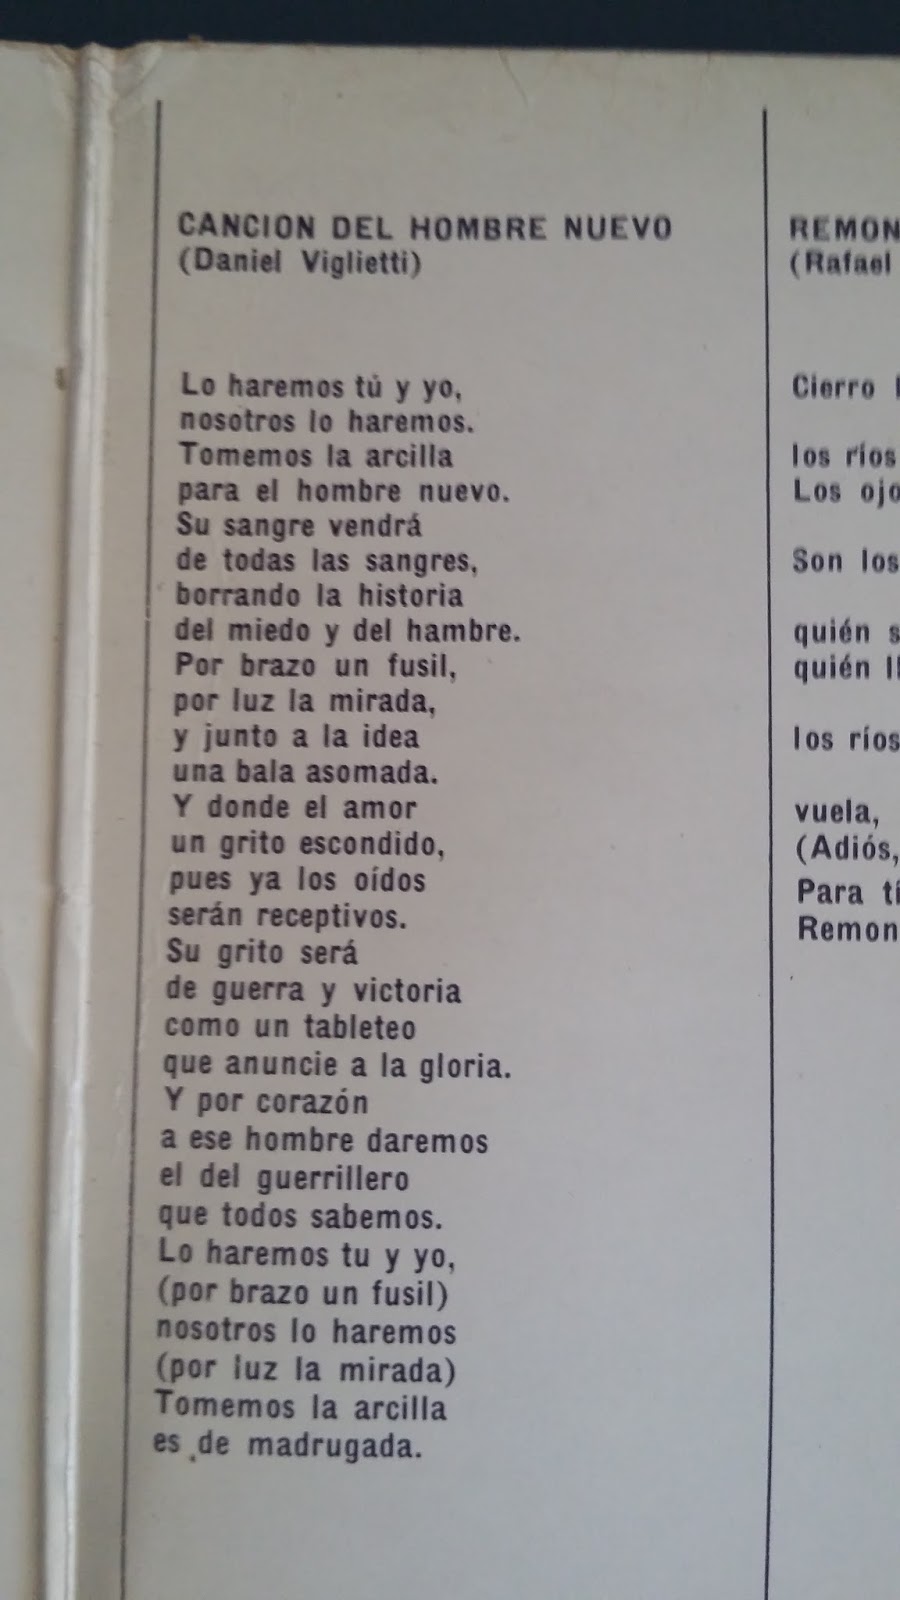 CANCION DEL HOMBRE NUEVO
(Daniel Viglietti)
Lo haremos tú y yo,
nosotros lo haremos.
Tomemos la arcilla
para el hombre nuevo.
Su sangre vendrá
de todas las sangres,
borrando la historia
del miedo y del hambre.
Por brazo un fusil,
por luz la mirada,
y junto a la idea
una bala asomada.
Y donde el amor
un grito escondido,
pues ya los oídos
serán receptivos.
Su grito será
de guerra y victoria
como un tableteo
que anuncie a la gloria.
Y por corazón
a ese hombre daremos
el del guerrillero
que todos sabemos.
Lo haremos tu y yo,
(por brazo un fusil)
nosotros lo haremos
(por luz la mirada)
Tomemos la arcilla
es de madrugada.
REMON
(Rafael
Cierro
los ríos
Los ojo
Son los
quién s
quién ll
los ríos
vuela,
(Adiós,
Para tí
Remon